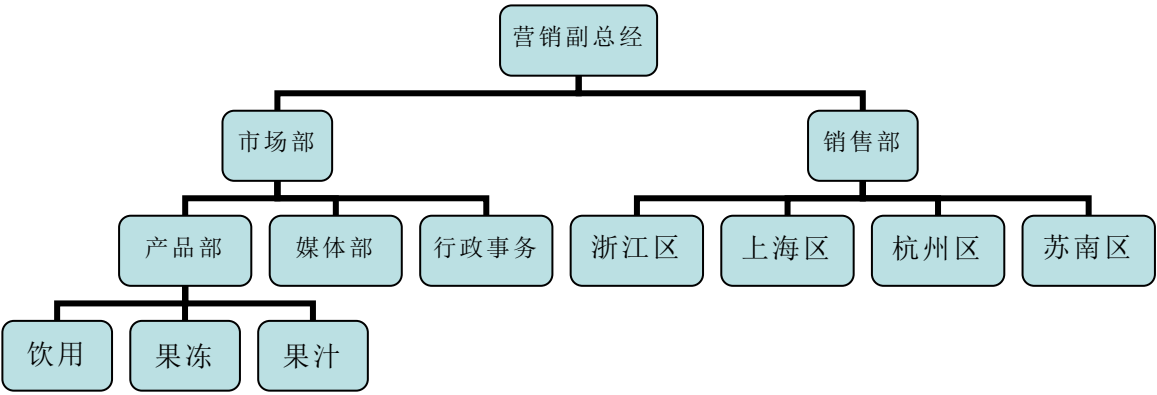 营销副总经
市场部
销售部
产品部
媒体部
行政事务
浙江区
上海区
杭州区
苏南区
饮用
果冻
果汁